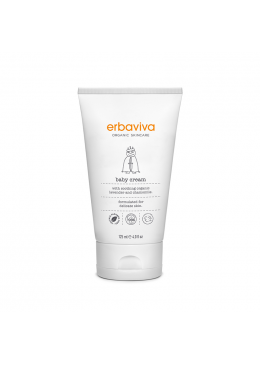 erbaviva
ORGANIC SKINCARE
baby cream
with soothing organic
lavender and chamomile
formulated for
delicate skin